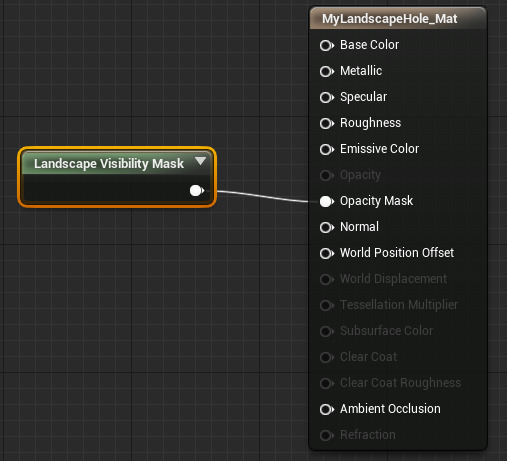 MyLandscapeHole_Mat
Base Color
Metallic
Specular
Roughness
Emissive Color
Landscape Visibility Mask
Opacity
Opacity Mask
Normal
World Position Offset
World Displacement
Tessellation Multiplier
Subsurface Color
Clear Coat
Clear Coat Roughness
Ambient Occlusion
Refraction